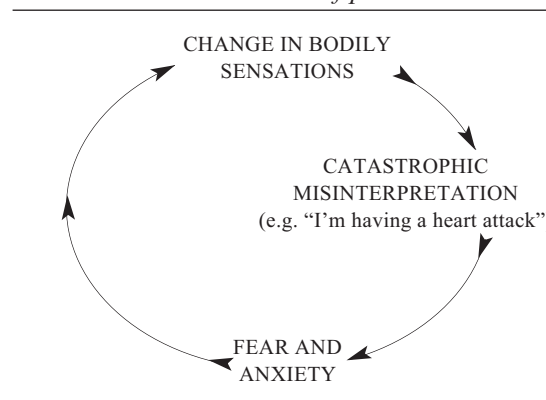 CHANGE IN BODILY
SENSATIONS
CATASTROPHIC
MISINTERPRETATION
(e.g. “I’m having a heart attack”
FEAR AND
ANXIETY